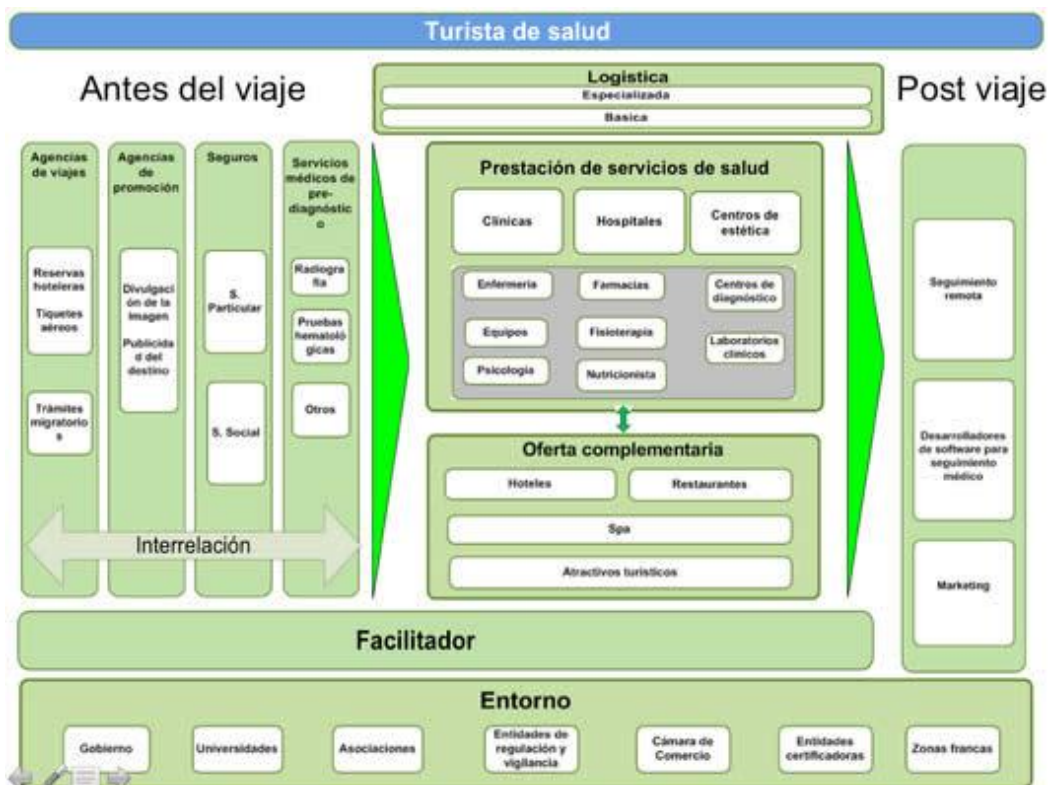 Turista de salud
Antes del viaje
Logistica
Especializada
Basica
Post viaje
Agencias
de viajes
Reservas
hoteleras
Tiquetes
aéreos
Trámites
migratorio
s
Agencias
de
promoción
Divulgaci
ón de la
Imagen
Publicida
d del
destino
Seguros
S.
Particular
S. Social
Servicios
médicos de
pre-
diagnóstic
o
Radiogra
fía
Pruebas
hematoló
gicas
Otros
Interrelación
Prestación de servicios de salud
Clínicas
Hospitales
Centros de
estética
Enfermería
Farmacias
Centros de
diagnóstico
Equipos
Fisioterapia
Laboratorios
clínicos
Psicología
Nutricionista
Oferta complementaria
Hoteles
Restaurantes
Spa
Atractivos turísticos
Seguimiento
remota
Desarrolladores
de software para
seguimiento
médico
Marketing
Facilitador
Entorno
Gobierno
Universidades
Asociaciones
Entidades de
regulación y
vigilancia
Cámara de
Comercio
Entidades
certificadoras
Zonas francas